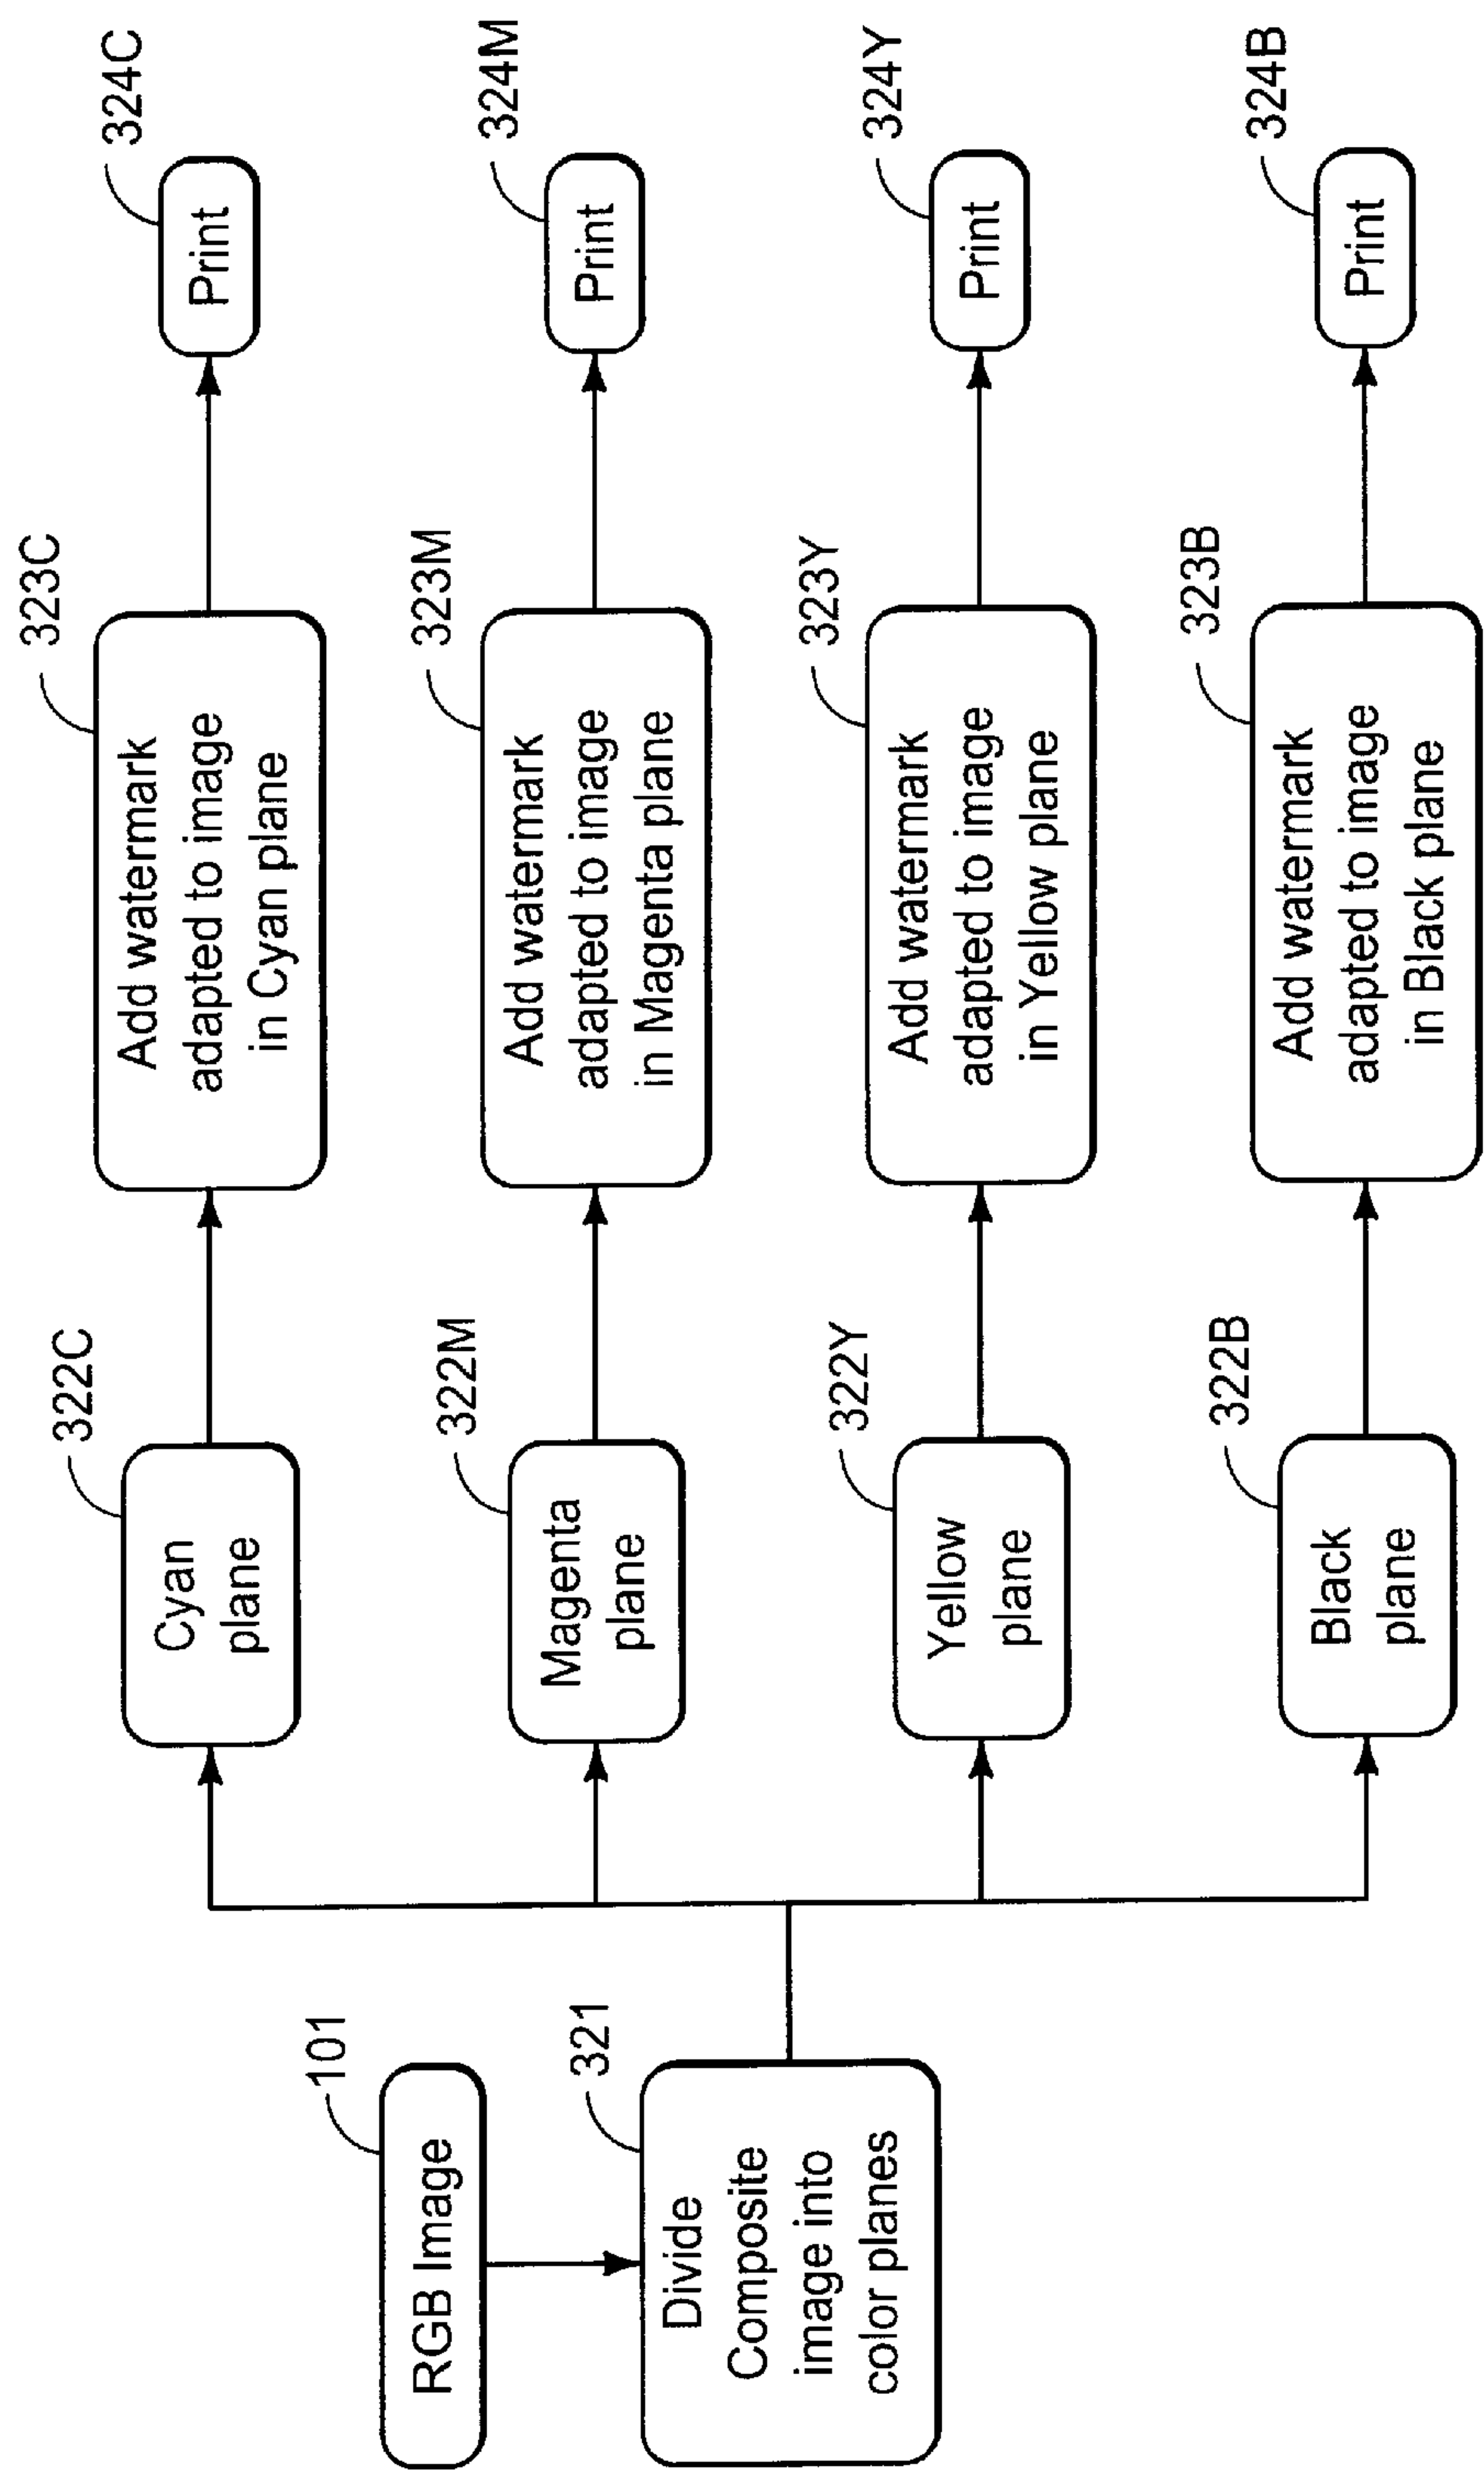 101
RGB Image
321
Divide
Composite
image into
color planes
322C
Cyan
plane
323C
Add watermark
adapted to image
in Cyan plane
324C
Print
322M
Magenta
plane
323M
Add watermark
adapted to image
in Magenta plane
324M
Print
322Y
Yellow
plane
323Y
Add watermark
adapted to image
in Yellow plane
324Y
Print
322B
Black
plane
323B
Add watermark
adapted to image
in Black plane
324B
Print